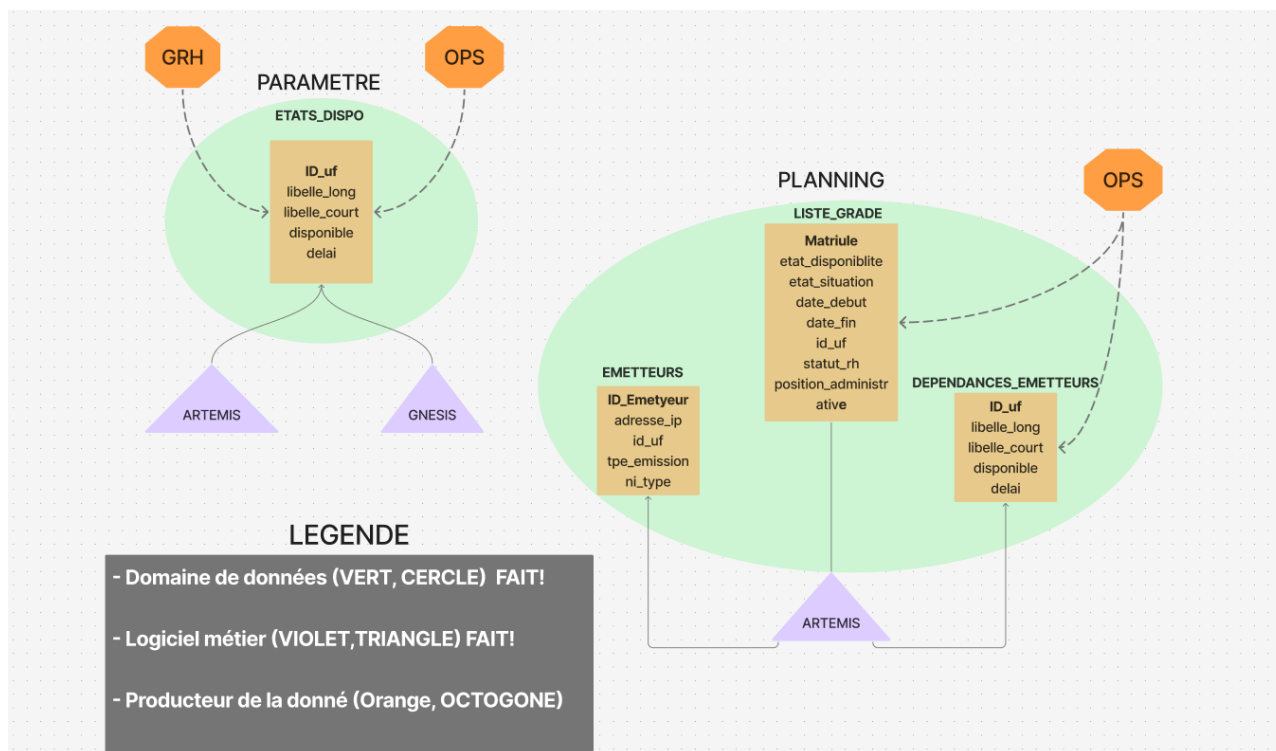 GRH
OPS
PARAMETRE
ETATS_DISPO
ID_uf
libelle_long
libelle_court
disponible
delai
ARTEMIS
GNESIS
OPS
PLANNING
LISTE_GRADE
Matriule
etat_disponiblite
etat_situation
date_debut
date_fin
id_uf
statut_rh
position_administr
ative
EMETTEURS
ID_Emetyeur
adresse_ip
id_uf
tpe_emission
ni_type
DEPENDANCES_EMETTEURS
ID_uf
libelle_long
libelle_court
disponible
delai
ARTEMIS
LEGENDE
- Domaine de données (VERT, CERCLE) FAIT!
- Logiciel métier (VIOLET,TRIANGLE) FAIT!
- Producteur de la donné (Orange, OCTOGONE)